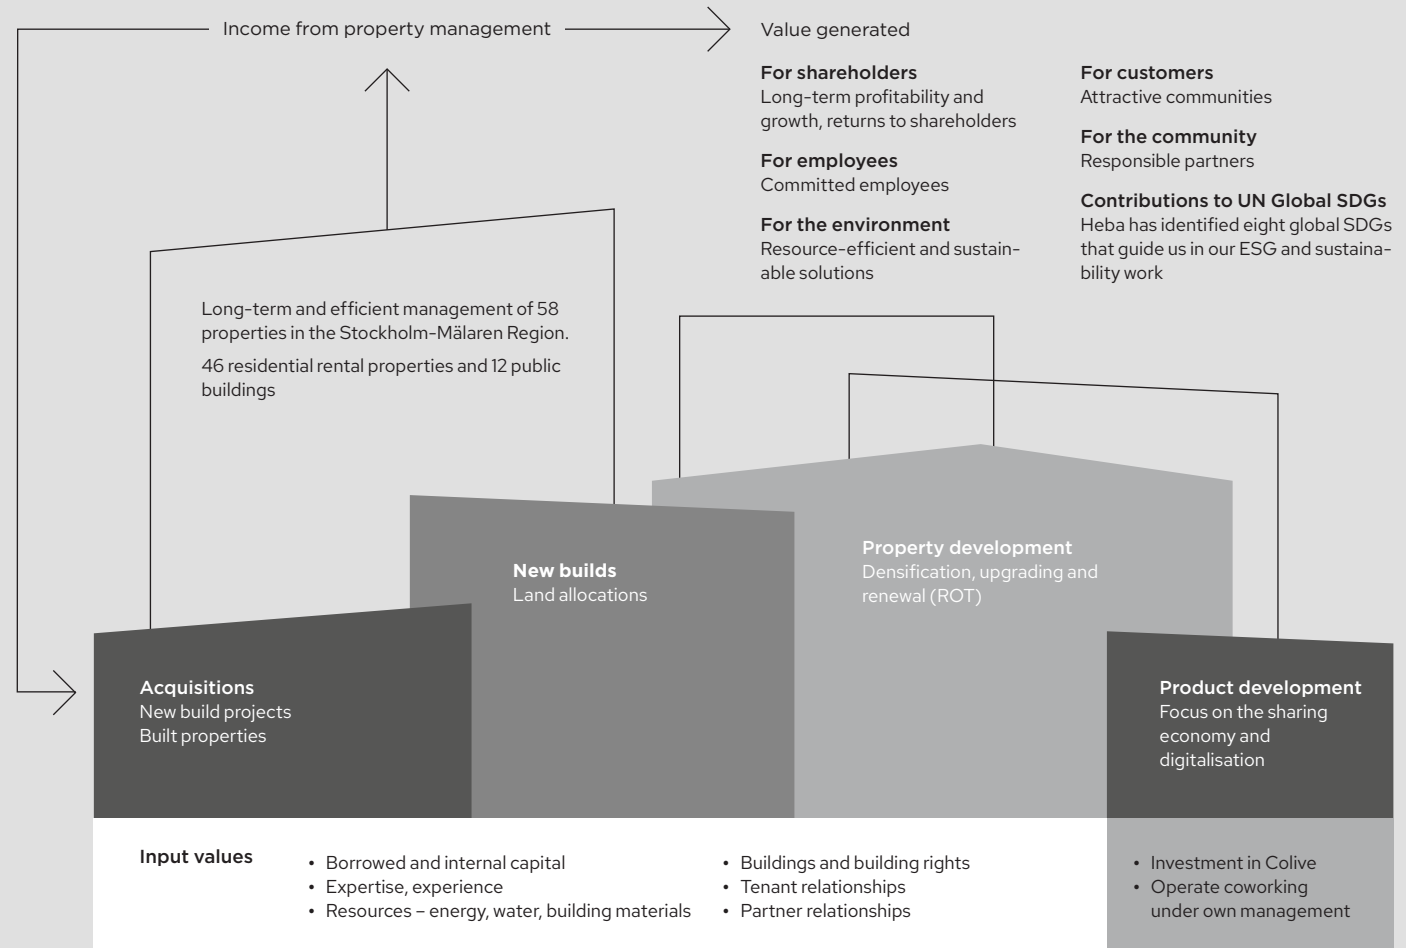 Income from property management
Value generated
For shareholders
Long-term profitability and
growth, returns to shareholders
For employees
Committed employees
For the environment
Resource-efficient and sustain-
able solutions
For customers
Attractive communities
For the community
Responsible partners
Contributions to UN Global SDGs
Heba has identified eight global SDGs
that guide us in our ESG and sustaina-
bility work
Long-term and efficient management of 58
properties in the Stockholm-Mälaren Region.
46 residential rental properties and 12 public
buildings
Acquisitions
New build projects
Built properties
New builds
Land allocations
Property development
Densification, upgrading and
renewal (ROT)
Product development
Focus on the sharing
economy and
digitalisation
Input values
• Borrowed and internal capital
• Expertise, experience
• Resources – energy, water, building materials
• Buildings and building rights
• Tenant relationships
• Partner relationships
• Investment in Colive
• Operate coworking
under own management